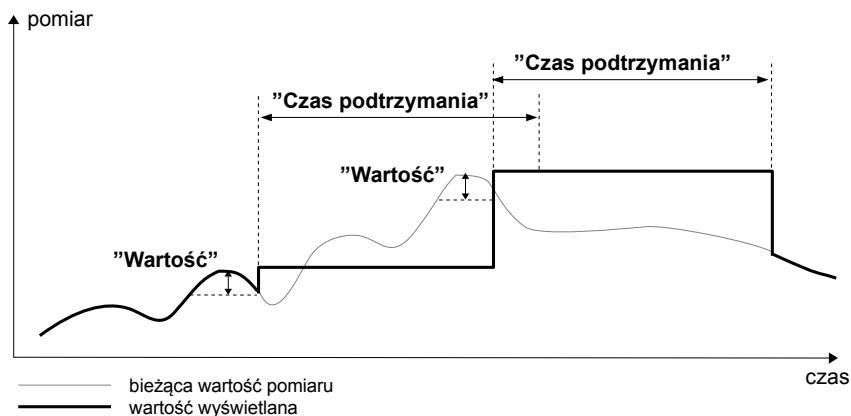 pomiar
”Czas podtrzymania”
”Czas podtrzymania”
”Wartość”
”Wartość”
czas
bieżąca wartość pomiaru
wartość wyświetlana